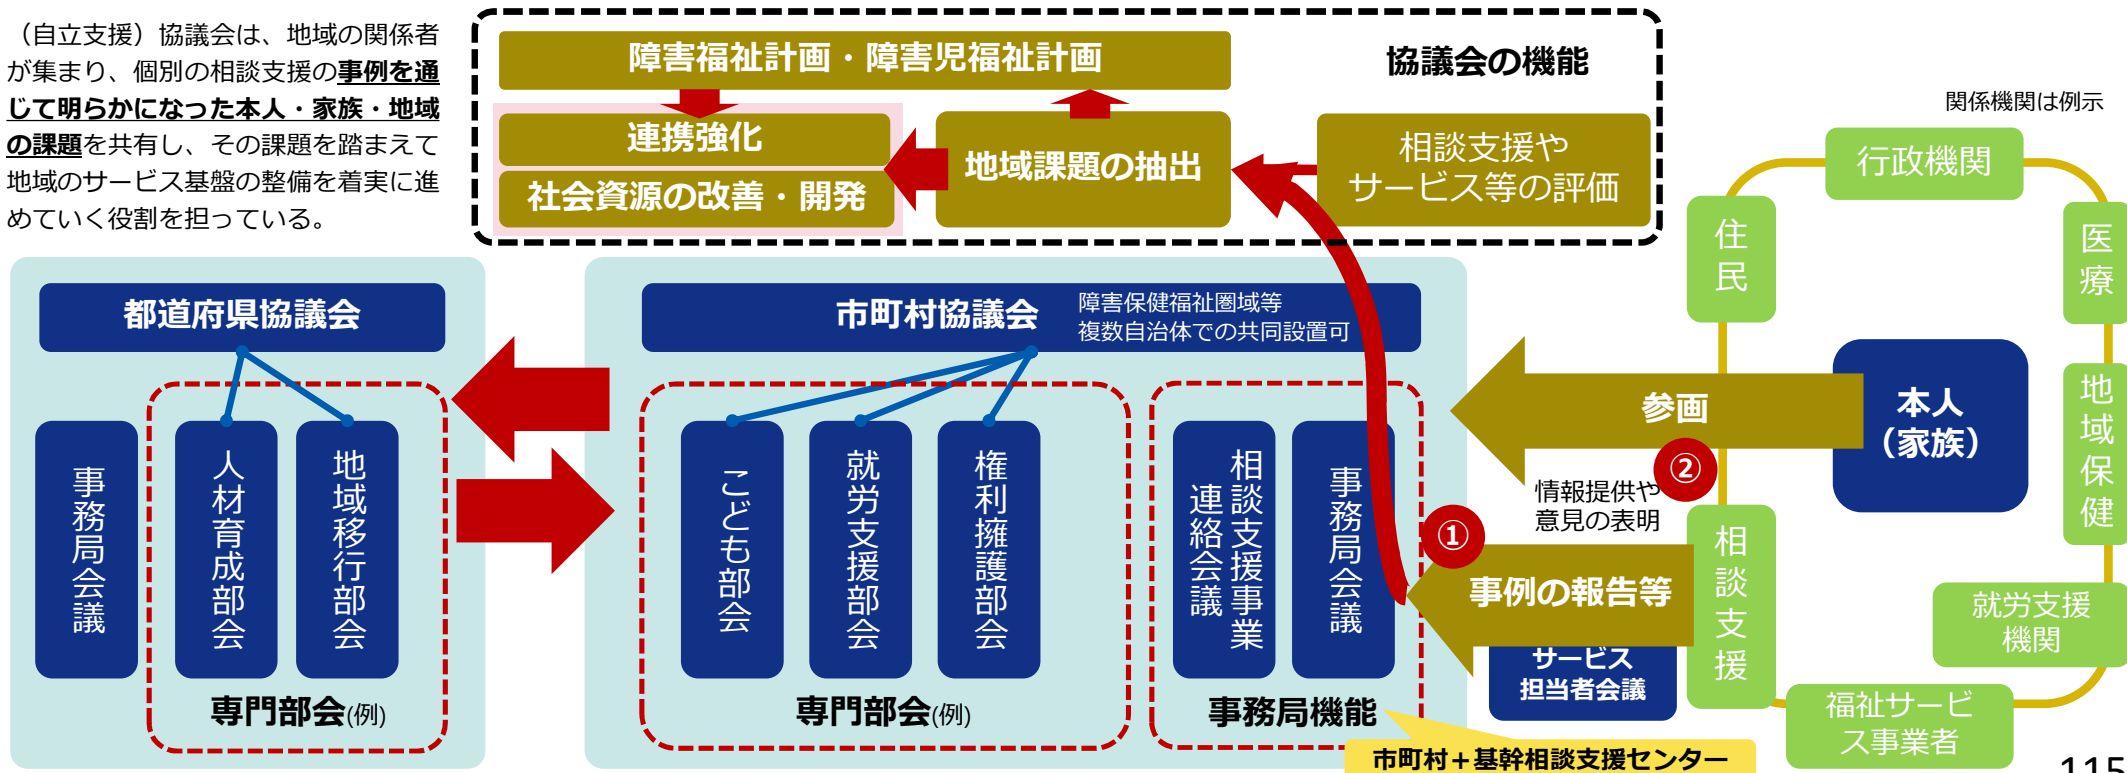 （自立支援）協議会は、地域の関係者
が集まり、個別の相談支援の事例を通
じて明らかになった本人・家族・地域
の課題を共有し、その課題を踏まえて
地域のサービス基盤の整備を着実に進
めていく役割を担っている。
障害福祉計画・障害児福祉計画
協議会の機能
連携強化
社会資源の改善・開発
地域課題の抽出
相談支援や
サービス等の評価
関係機関は例示
行政機関
住民
医療
地域保健
就労支援
機関
福祉サービ
ス事業者
相談支援
本人
（家族）
都道府県協議会
事務局会議
人材育成部会
地域移行部会
専門部会(例)
市町村協議会
障害保健福祉圏域等
複数自治体での共同設置可
こども部会
就労支援部会
権利擁護部会
専門部会(例)
相談支援事業
連絡会議
事務局会議
事務局機能
参画
②
情報提供や
意見の表明
①
事例の報告等
サービス
担当者会議
市町村＋基幹相談支援センター
115